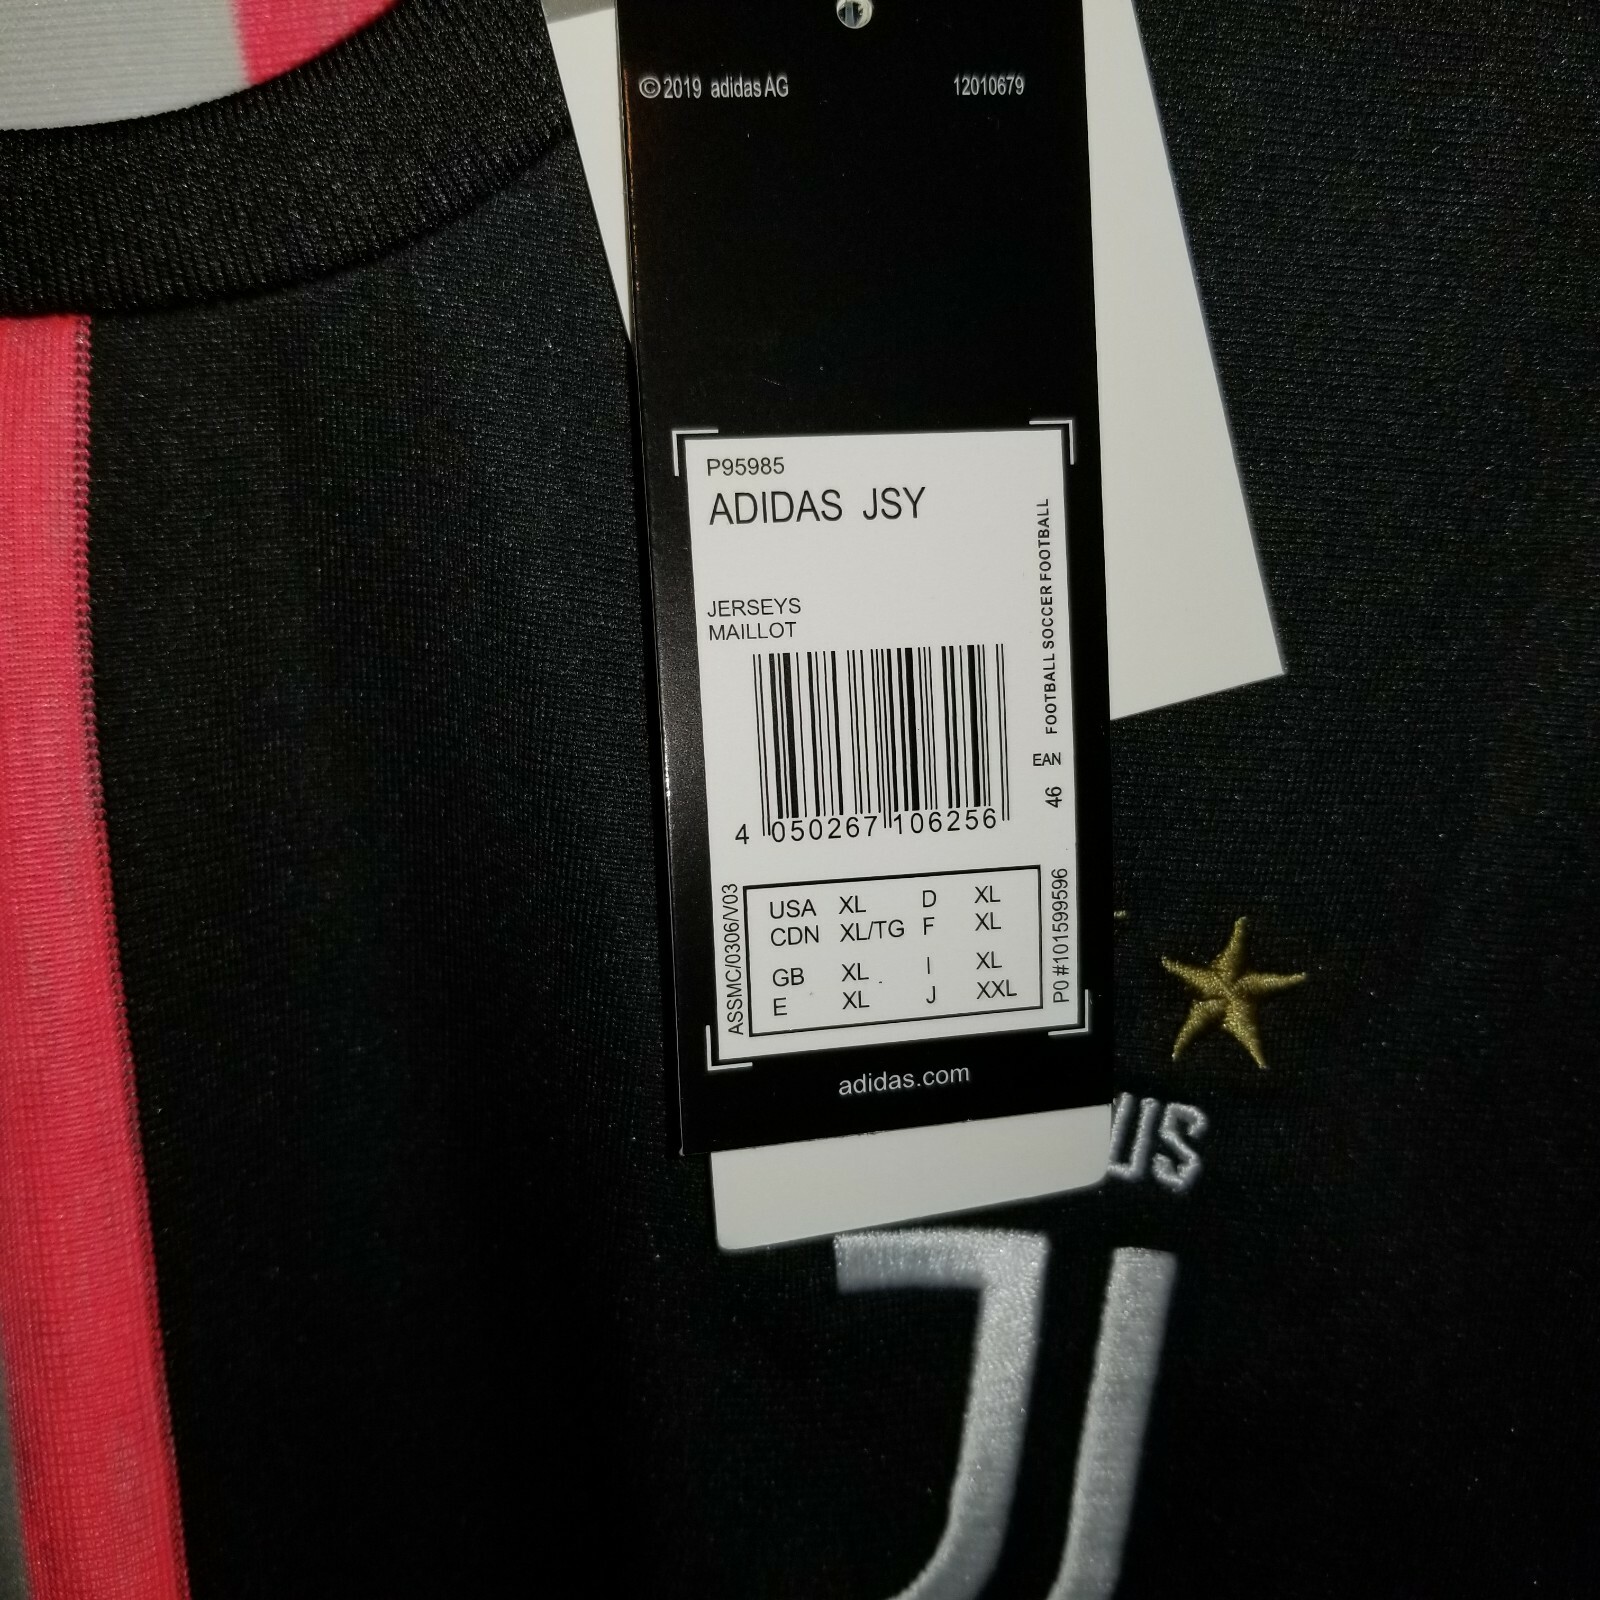 © 2019 adidas AG 12010679
P95985
ADIDAS JSY
JERSEYS
MAILLOT
FOOTBALL SOCCER FOOTBALL
EAN
46
4 050267 106256
ASSMC/0306/V03
USA XL D XL
CDN XL/TG F XL
GB XL I XL
E XL J XXL
P0 #101599596
adidas.com
US